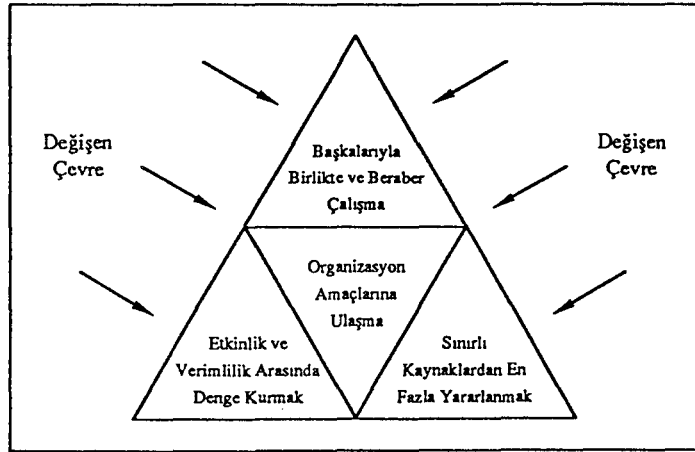 Değişen
Çevre
Başkalarıyla
Birlikte ve Beraber
Çalışma
Değişen
Çevre
Organizasyon
Amaçlarına
Ulaşma
Etkinlik ve
Verimlilik Arasında
Denge Kurmak
Sınırlı
Kaynaklardan En
Fazla Yararlanmak